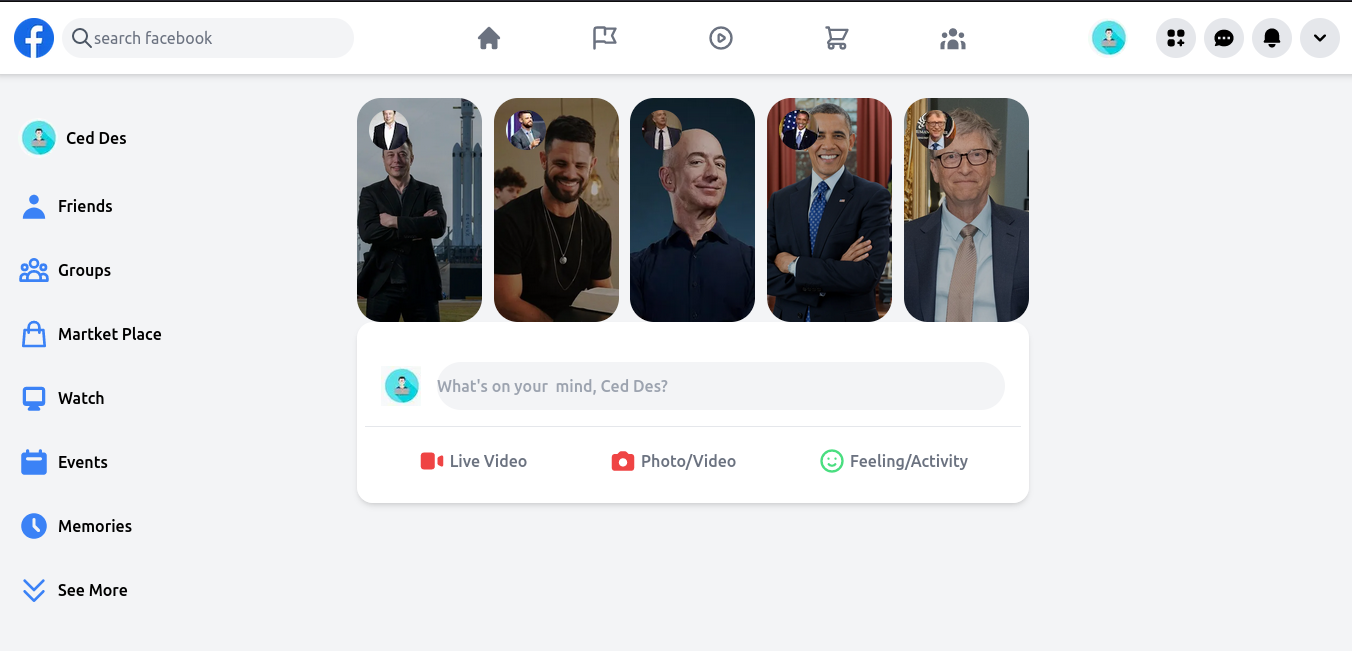 search facebook
Ced Des
Friends
Groups
Martket Place
Watch
Events
Memories
See More
What's on your  mind, Ced Des?
Live Video
Photo/Video
Feeling/Activity